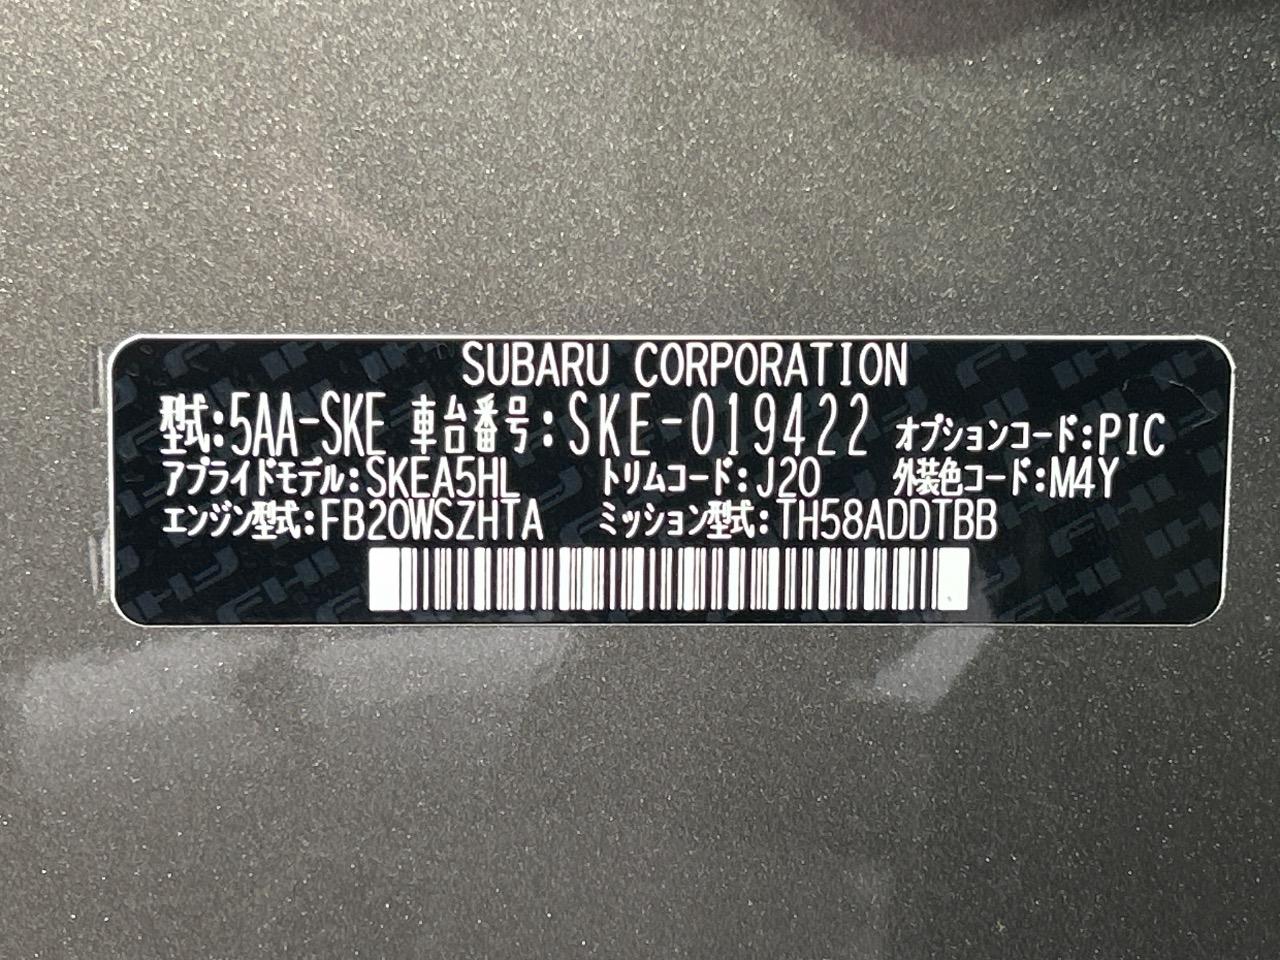 SUBARU CORPORATION
型式:5AA-SKE 車台番号:SKE-019422 オプションコード:PIC
アプライドモデル:SKEA5HL トリムコード:J20 外装色コード:M4Y
エンジン型式:FB20WSZHTA ミッション型式:TH58ADDTBB